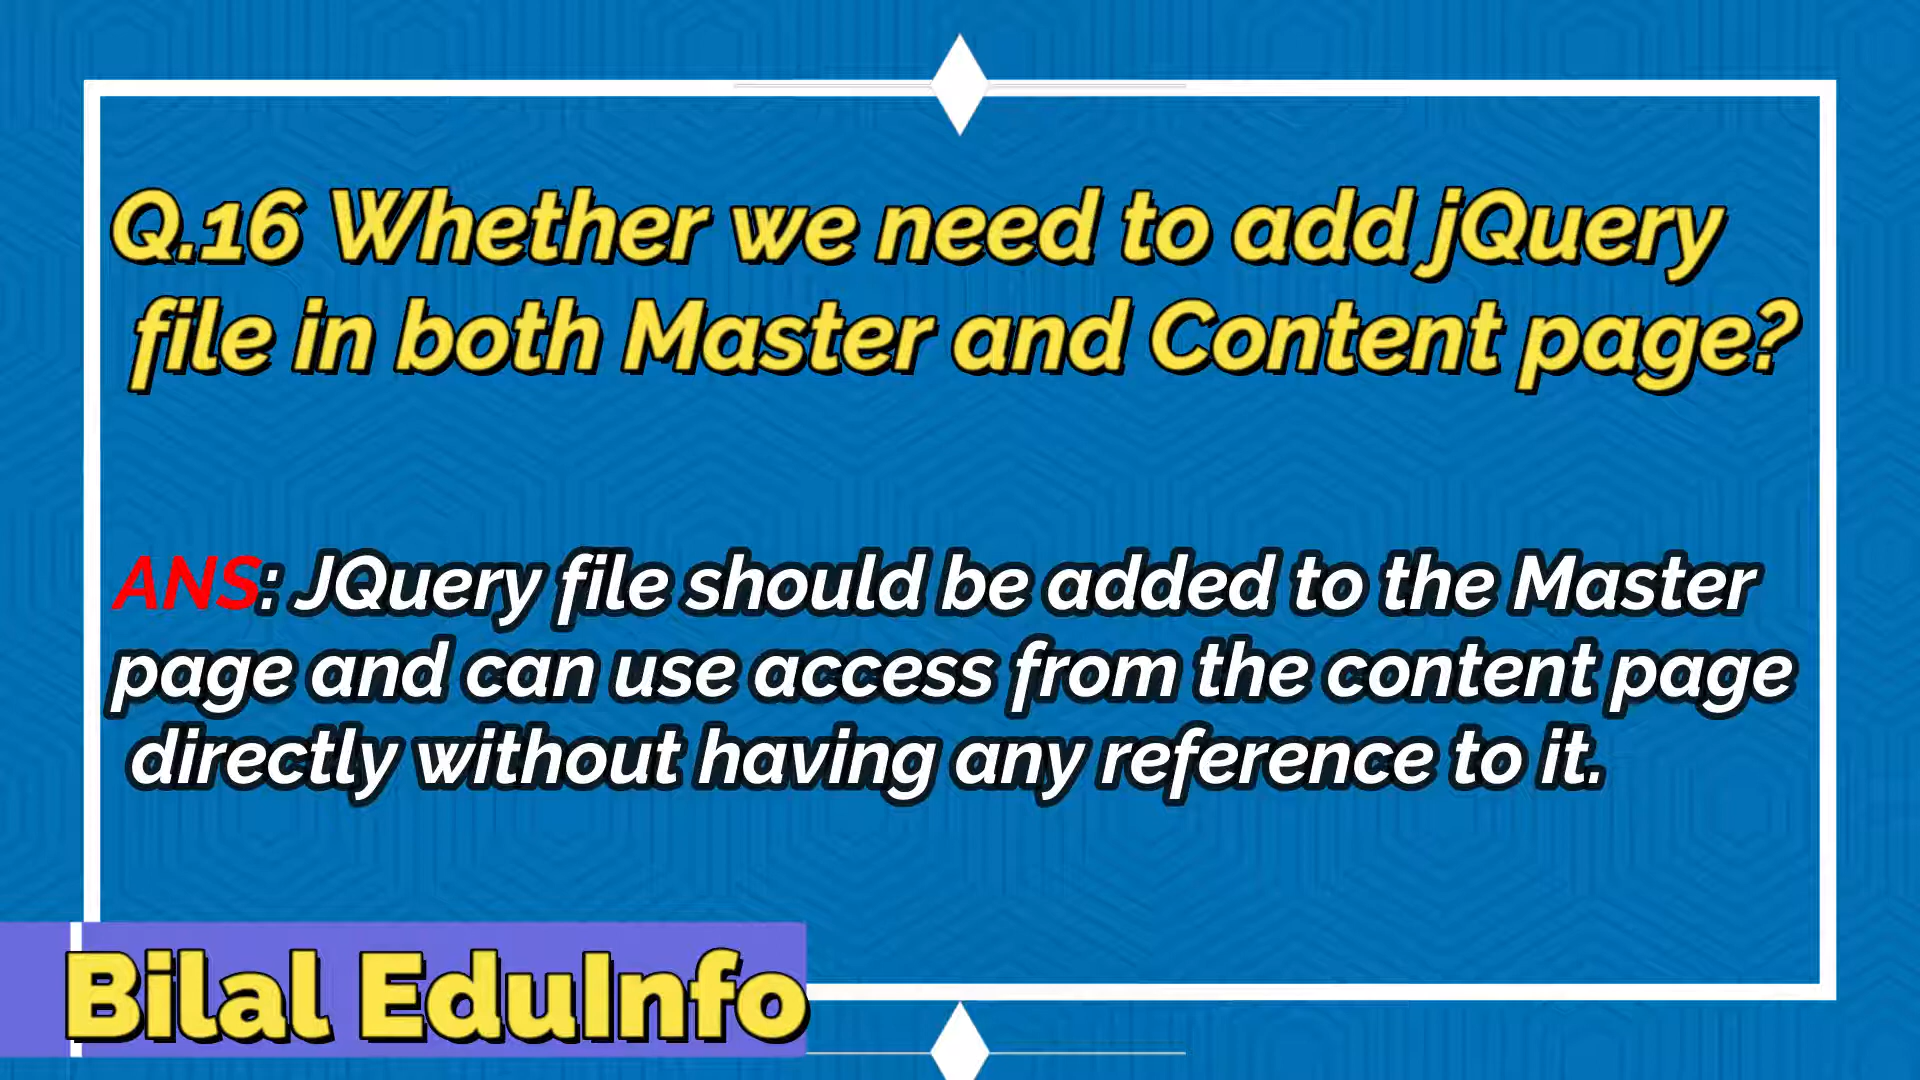 Q.16 Whether we need to add jQuery
file in both Master and Content page?
ANS: JQuery file should be added to the Master
page and can use access from the content page
directly without having any reference to it.
Bilal EduInfo